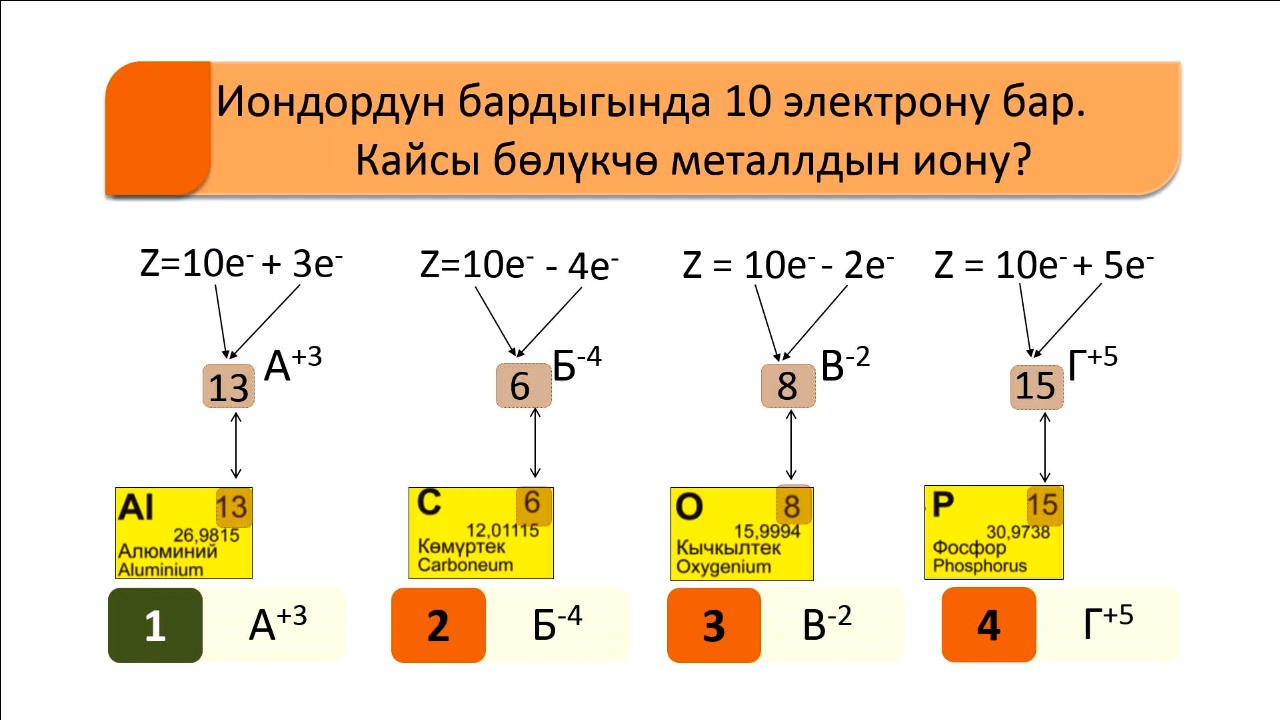 Иондордун бардыгында 10 электрону бар.
Кайсы бөлүкчө металлдын иону?
Z=10e⁻ + 3e⁻
Z=10e⁻ - 4e⁻
Z = 10e⁻ - 2e⁻
Z = 10e⁻ + 5e⁻
13 А⁺³
6 Б⁻⁴
8 В⁻²
15 Г⁺⁵
Al 13
26,9815
Алюминий
Aluminium
C 6
12,01115
Көмүртек
Carboneum
O 8
15,9994
Кычкылтек
Oxygenium
P 15
30,9738
Фосфор
Phosphorus
1 А⁺³
2 Б⁻⁴
3 В⁻²
4 Г⁺⁵